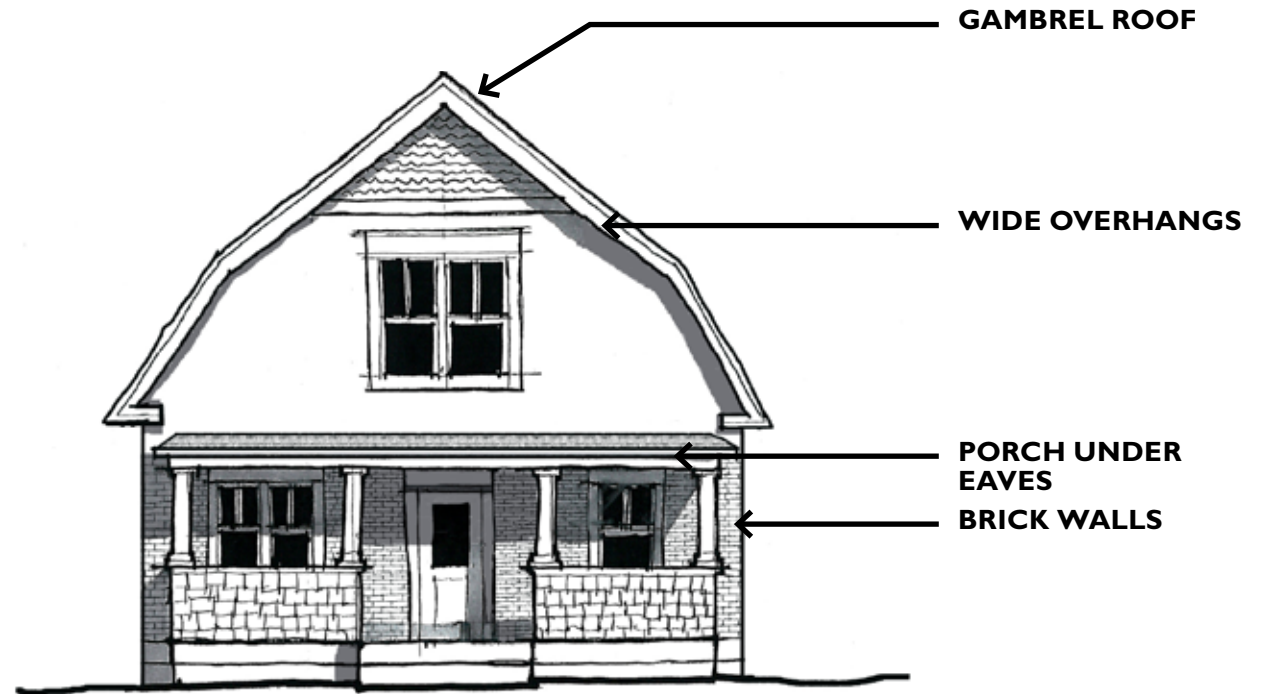 GAMBREL ROOF
WIDE OVERHANGS
PORCH UNDER
EAVES
BRICK WALLS